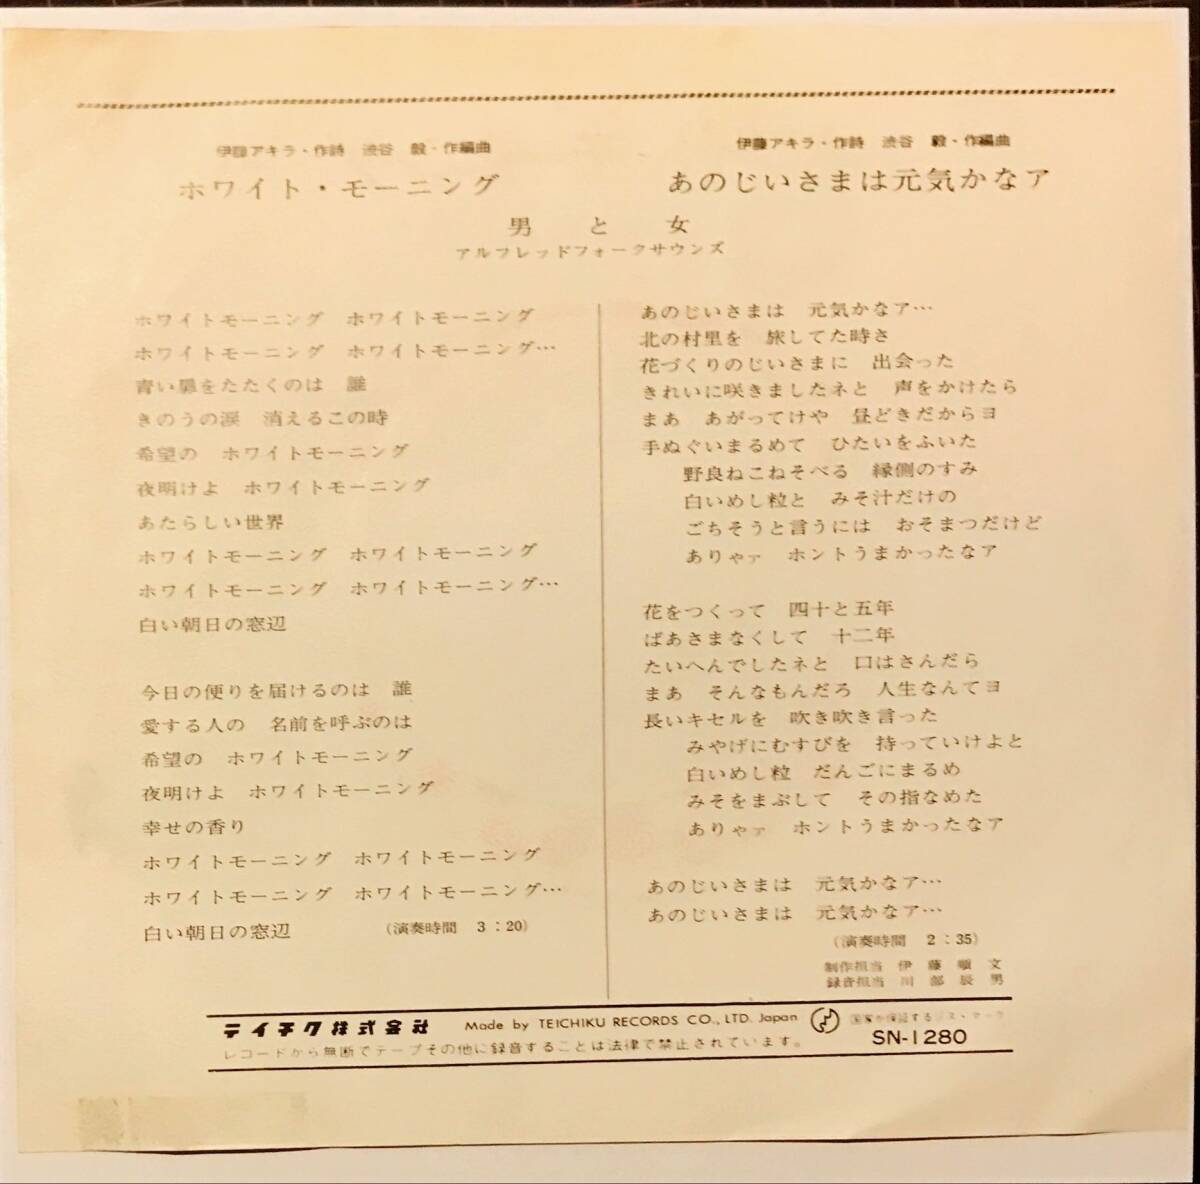 伊藤アキラ・作詩　渋谷　毅・作編曲
ホワイト・モーニング
伊藤アキラ・作詩　渋谷　毅・作編曲
あのじいさまは元気かなア
男と女
アルフレッドフォークサウンズ
ホワイトモーニング　ホワイトモーニング
ホワイトモーニング　ホワイトモーニング…
青い扉をたたくのは　誰
きのうの涙　消えるこの時
希望の　ホワイトモーニング
夜明けよ　ホワイトモーニング
あたらしい世界
ホワイトモーニング　ホワイトモーニング
ホワイトモーニング　ホワイトモーニング…
白い朝日の窓辺
今日の便りを届けるのは　誰
愛する人の　名前を呼ぶのは
希望の　ホワイトモーニング
夜明けよ　ホワイトモーニング
幸せの香り
ホワイトモーニング　ホワイトモーニング
ホワイトモーニング　ホワイトモーニング…
白い朝日の窓辺　（演奏時間　3：20）
あのじいさまは　元気かなア…
北の村里を　旅してた時さ
花づくりのじいさまに　出会った
きれいに咲きましたネと　声をかけたら
まあ　あがってけや　昼どきだからヨ
手ぬぐいまるめて　ひたいをふいた
野良ねこねそべる　縁側のすみ
白いめし粒と　みそ汁だけの
ごちそうと言うには　おそまつだけど
ありゃァ　ホントうまかったなア
花をつくって　四十と五年
ばあさまなくして　十二年
たいへんでしたネと　口はさんだら
まあ　そんなもんだろ　人生なんてヨ
長いキセルを　吹き吹き言った
みやげにむすびを　持っていけよと
白いめし粒　だんごにまるめ
みそをまぶして　その指なめた
ありゃァ　ホントうまかったなア
あのじいさまは　元気かなア…
あのじいさまは　元気かなア…
（演奏時間　2：35）
制作担当　伊藤順文
録音担当　川部辰男
テイチク株式会社　Made by TEICHIKU RECORDS CO., LTD. Japan
SN-1280
レコードから無断でテープその他に録音することは法律で禁止されています。